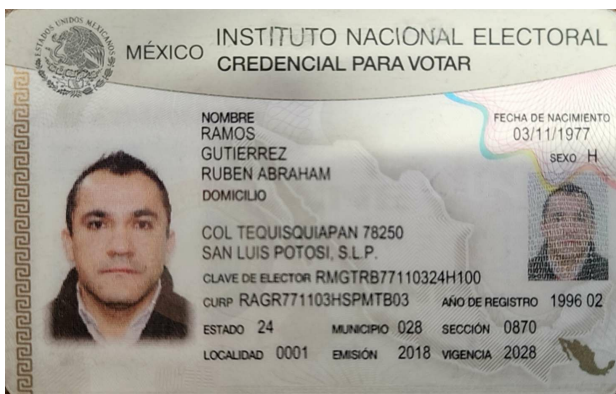 ESTADOS UNIDOS MEXICANOS
MÉXICO
INSTITUTO NACIONAL ELECTORAL
CREDENCIAL PARA VOTAR
NOMBRE
RAMOS
GUTIERREZ
RUBEN ABRAHAM
DOMICILIO
COL TEQUISQUIAPAN 78250
SAN LUIS POTOSI, S.L.P.
CLAVE DE ELECTOR RMGTRB77110324H100
CURP RAGR771103HSPMTB03 AÑO DE REGISTRO 1996 02
ESTADO 24 MUNICIPIO 028 SECCIÓN 0870
LOCALIDAD 0001 EMISIÓN 2018 VIGENCIA 2028
FECHA DE NACIMIENTO
03/11/1977
SEXO H